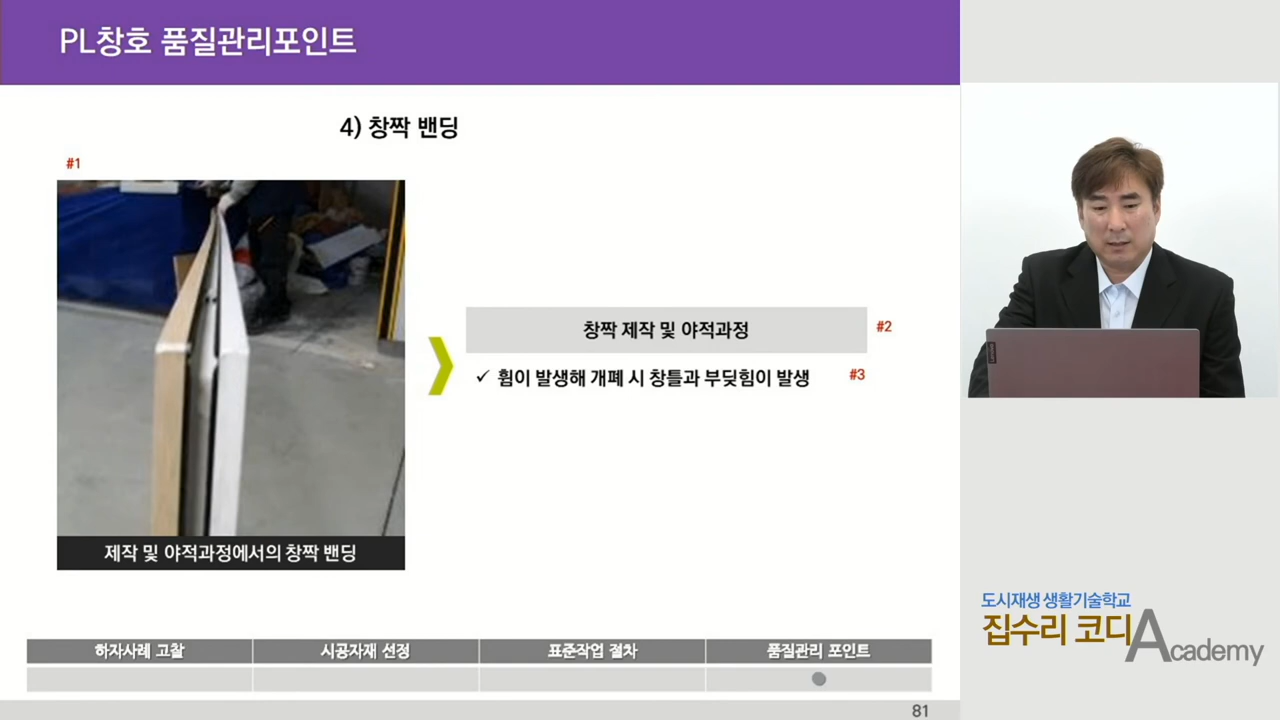 PL창호 품질관리포인트
4) 창짝 밴딩
#1
창짝 제작 및 야적과정
#2
✓ 휨이 발생해 개폐 시 창틀과 부딪힘이 발생
#3
제작 및 야적과정에서의 창짝 밴딩
도시재생 생활기술학교
집수리 코디Academy
하자사례 고찰
시공자재 선정
표준작업 절차
품질관리 포인트
81